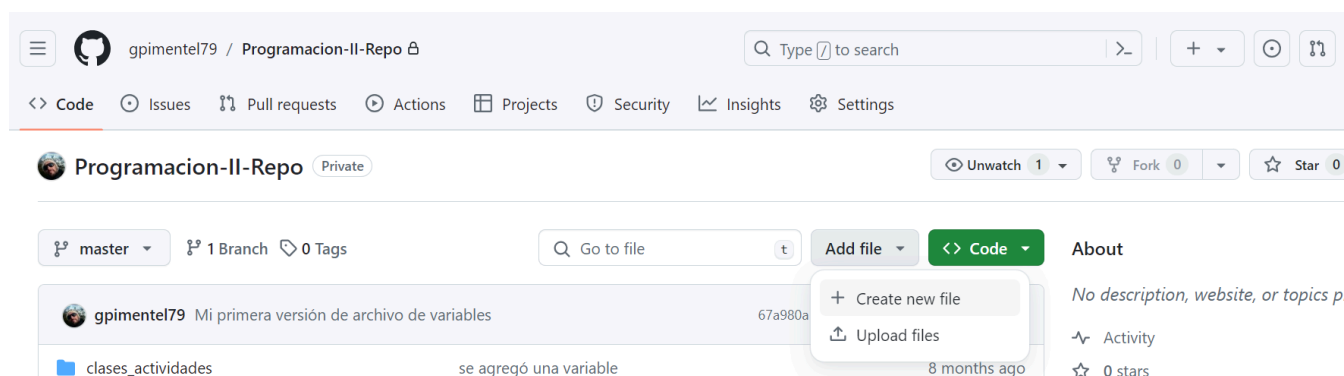 gpimentel79 / Programacion-II-Repo
Type / to search
Code Issues Pull requests Actions Projects Security Insights Settings
Programacion-II-Repo Private
Unwatch 1 Fork 0 Star 0
master 1 Branch 0 Tags
Go to file t
Add file
Code
About
Create new file
Upload files
No description, website, or topics p
gpimentel79 Mi primera versión de archivo de variables 67a980a
Activity
clases_actividades se agregó una variable 8 months ago
0 stars